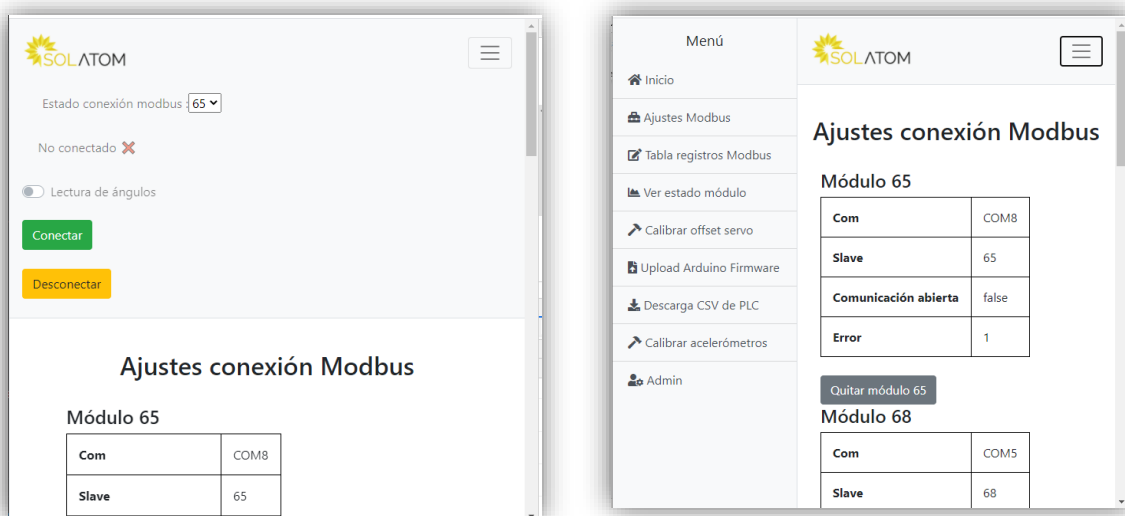 SOLATOM
Estado conexión modbus : 65
No conectado
Lectura de ángulos
Conectar
Desconectar
Ajustes conexión Modbus
Módulo 65
Com COM8
Slave 65
Menú
Inicio
Ajustes Modbus
Tabla registros Modbus
Ver estado módulo
Calibrar offset servo
Upload Arduino Firmware
Descarga CSV de PLC
Calibrar acelerómetros
Admin
SOLATOM
Ajustes conexión Modbus
Módulo 65
Com COM8
Slave 65
Comunicación abierta false
Error 1
Quitar módulo 65
Módulo 68
Com COM5
Slave 68